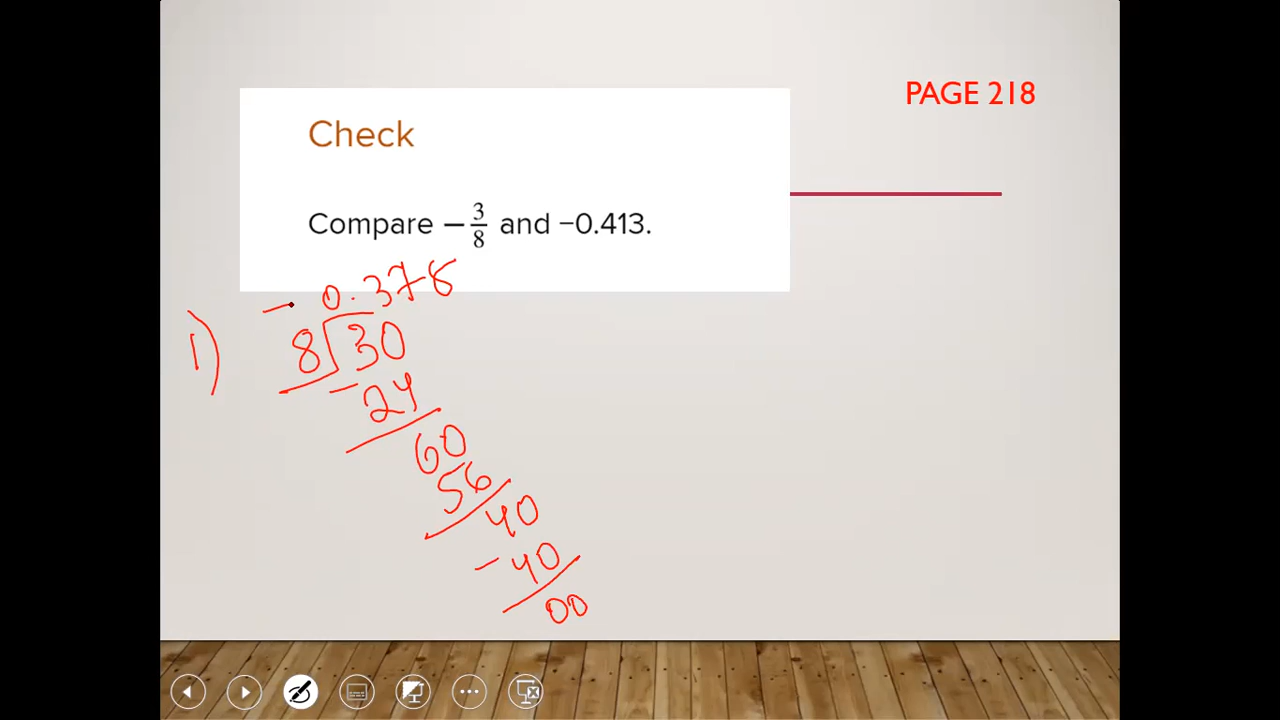 PAGE 218
Check
Compare −3/8 and −0.413.
- 0.378
1) 8 30
- 24
60
56
40
- 40
00